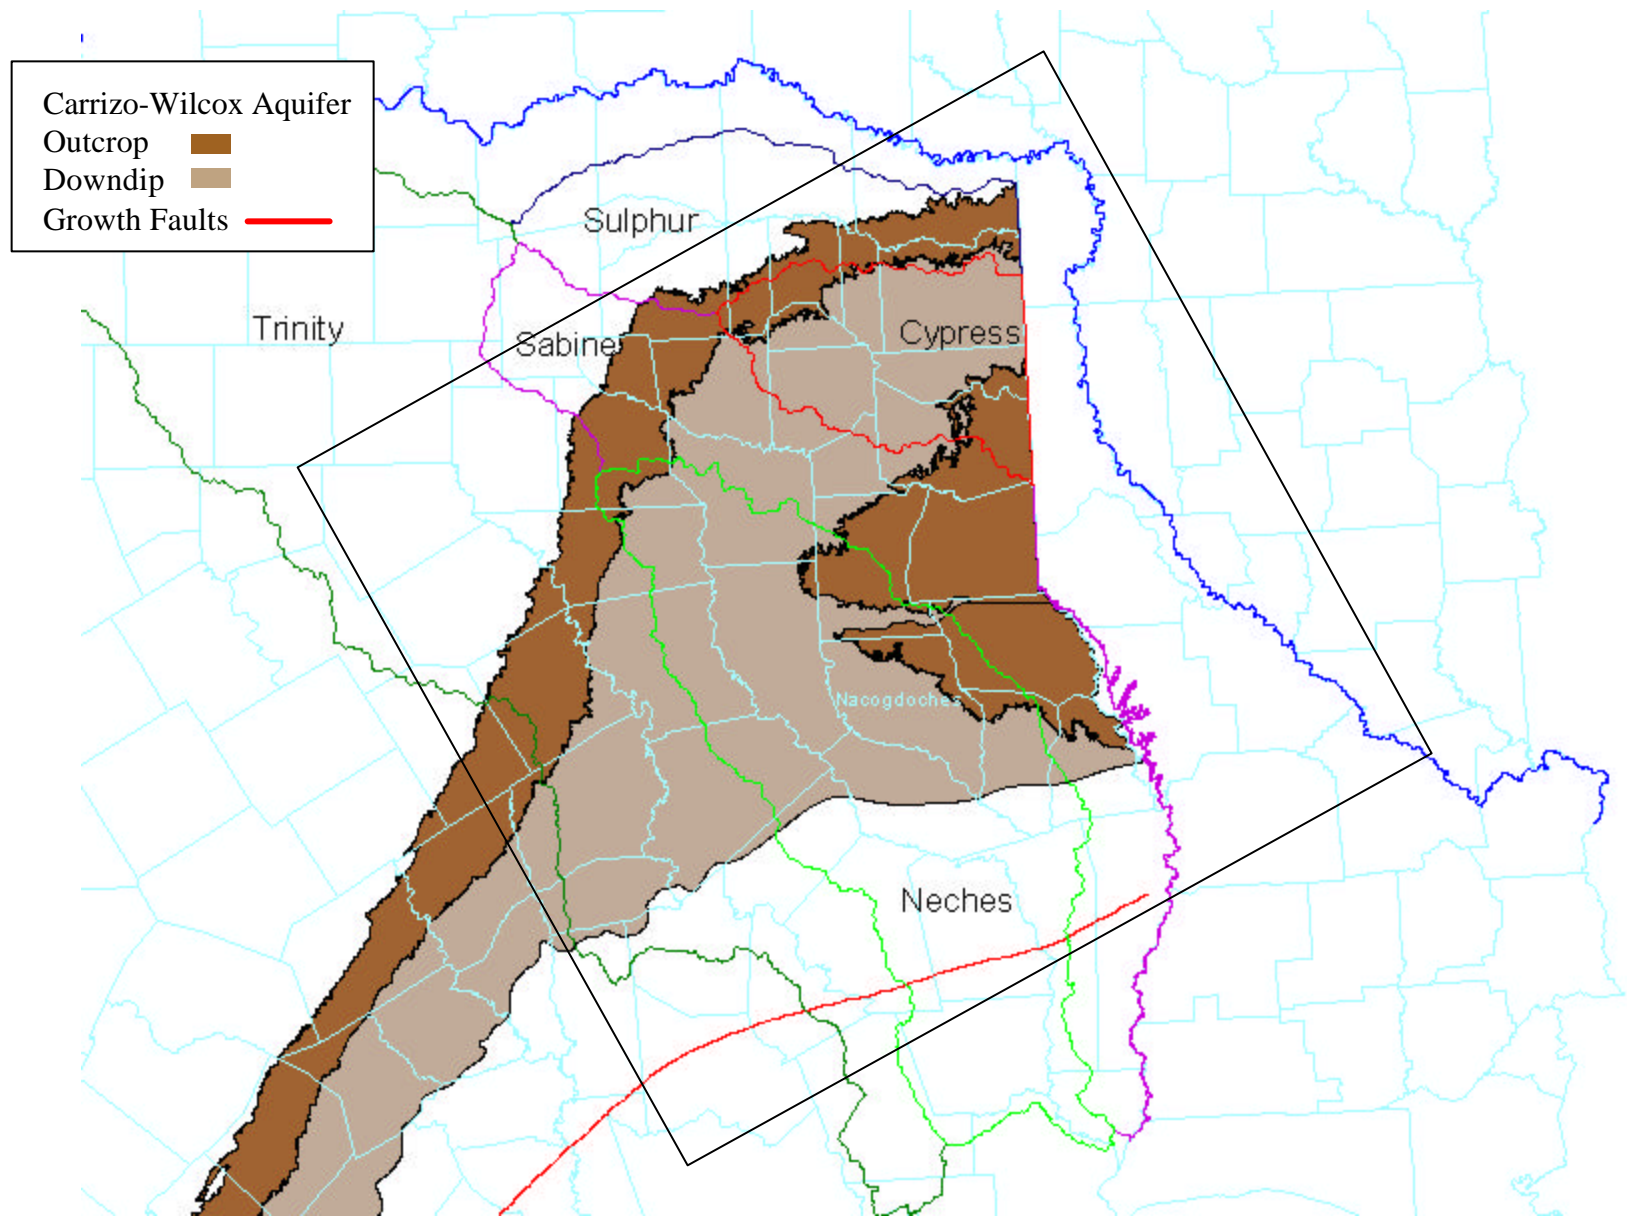 Carrizo-Wilcox Aquifer
Outcrop
Downdip
Growth Faults
Sulphur
Trinity
Sabine
Cypress
Nacogdoches
Neches